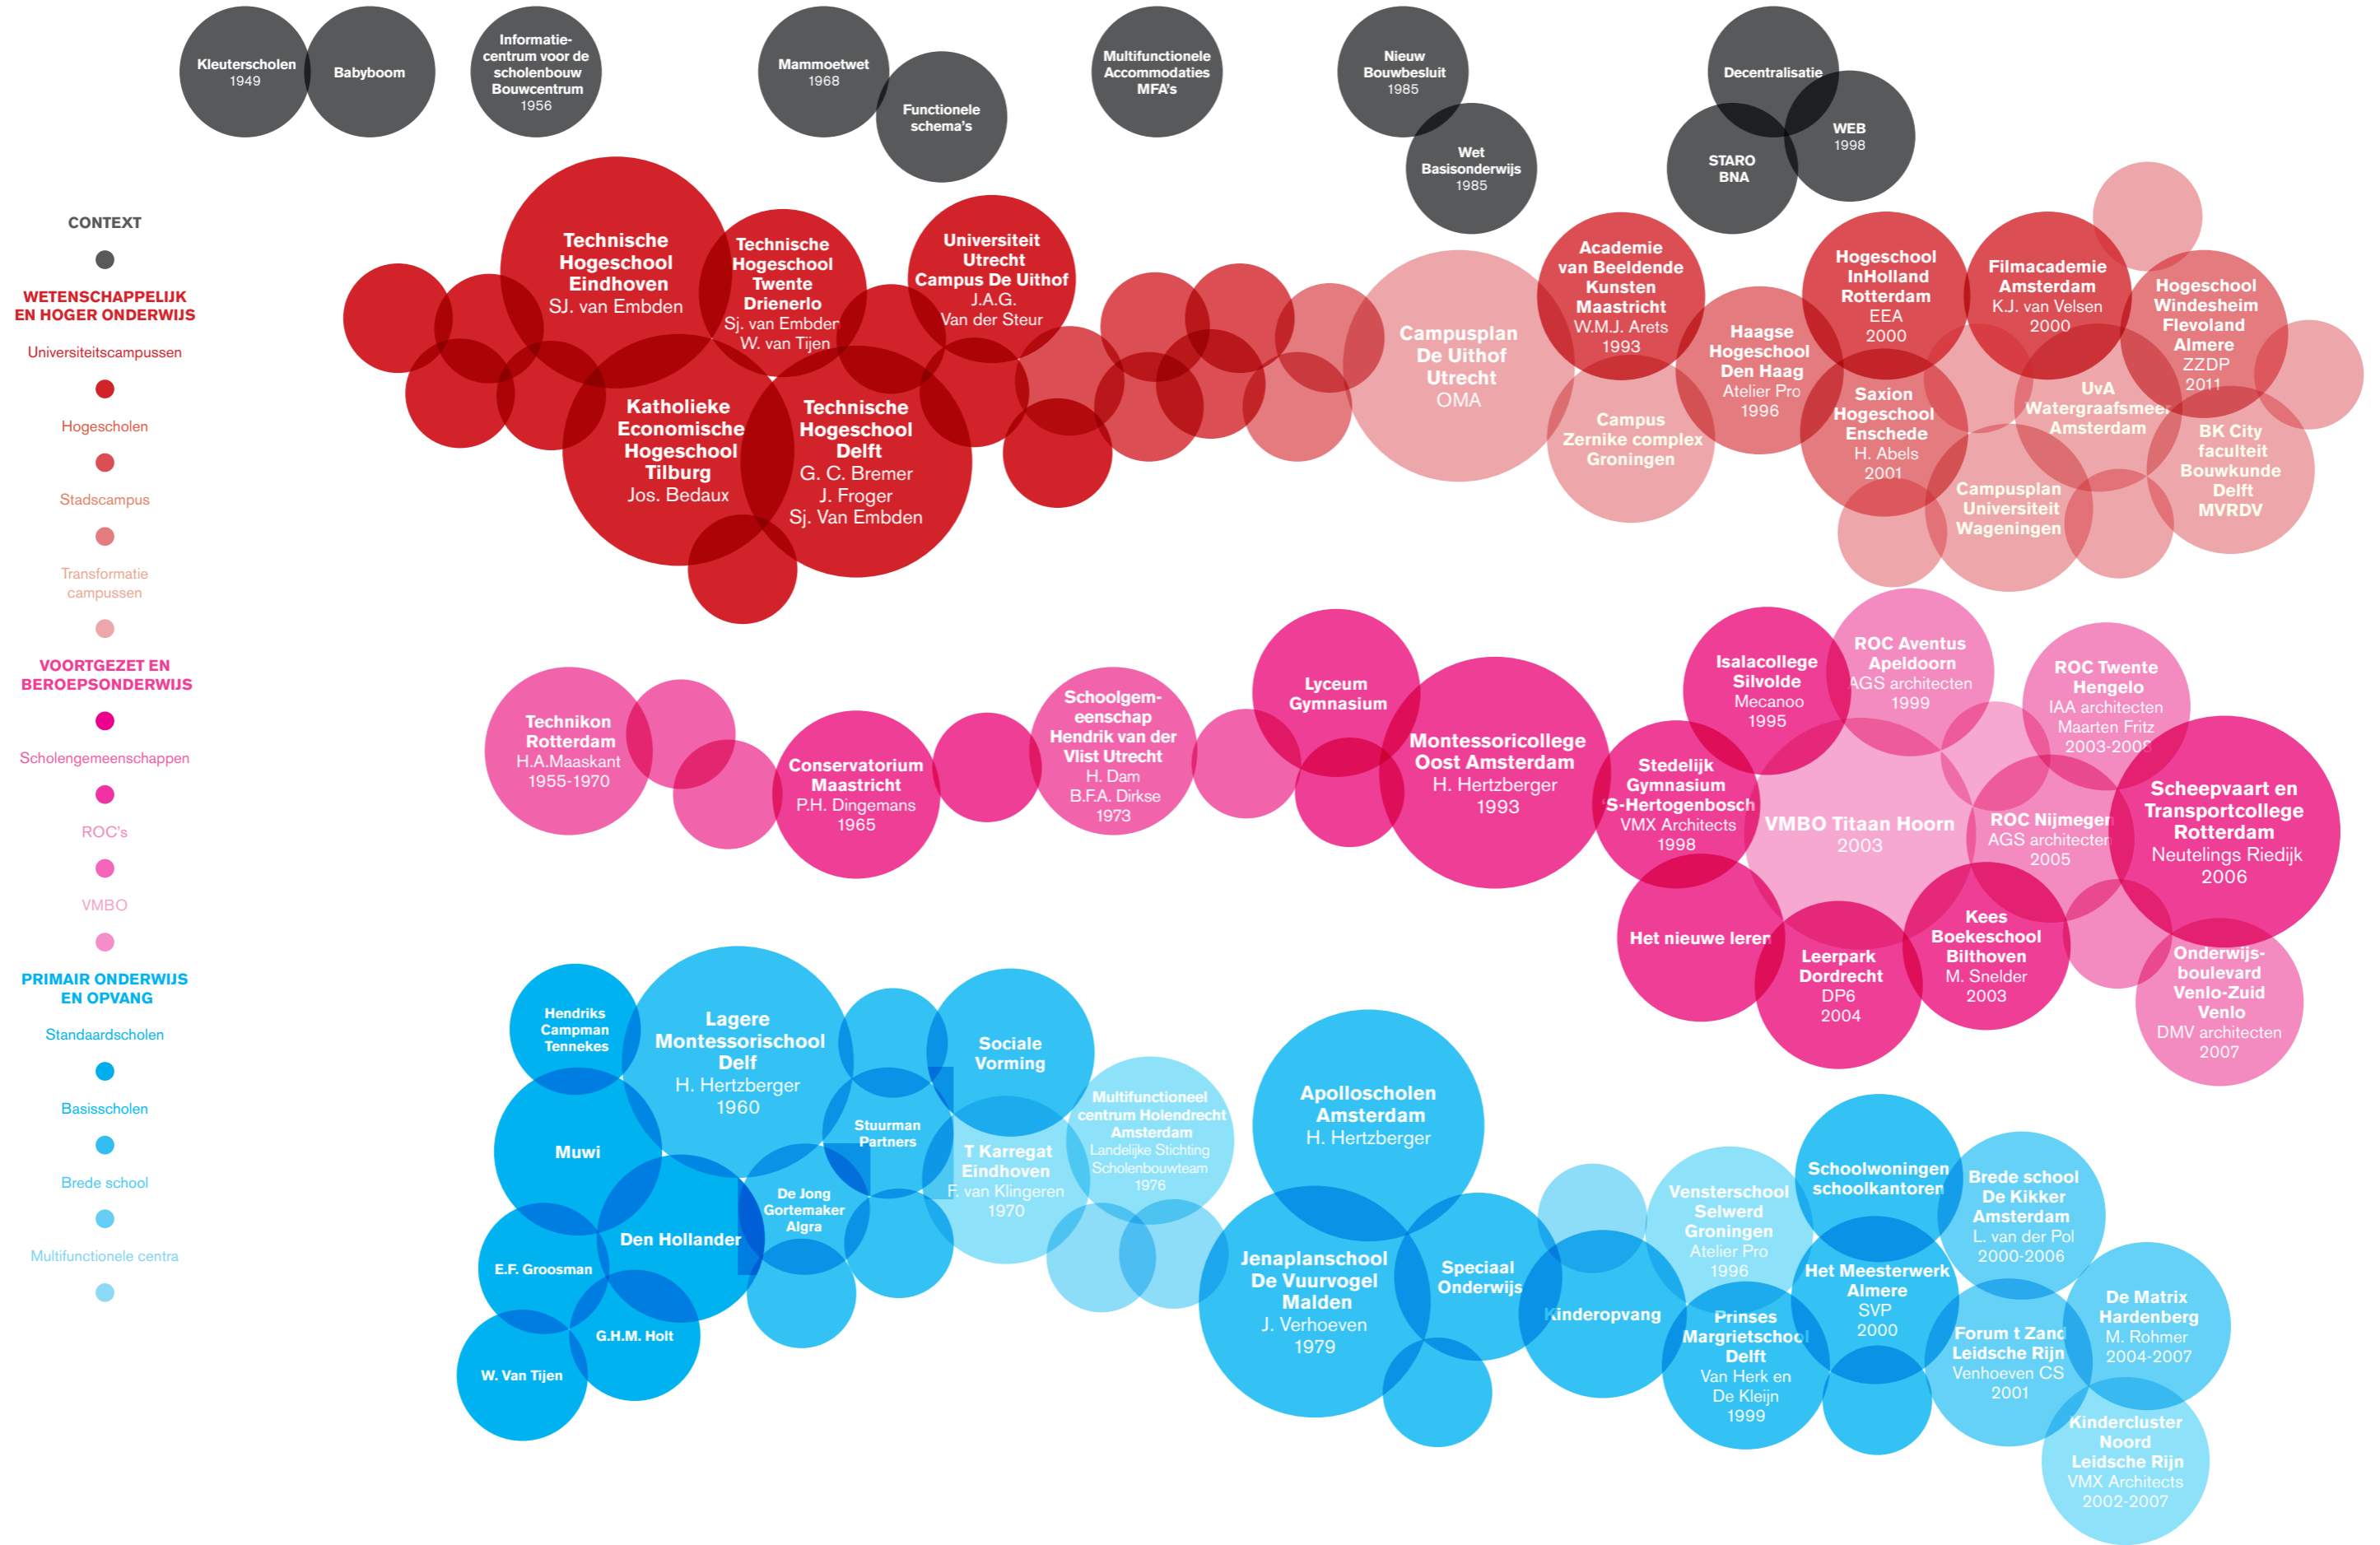 Kleuterscholen
1949
Babyboom
Informatie-
centrum voor de
scholenbouw
Bouwcentrum
1956
Mammoetwet
1968
Functionele
schema's
Multifunctionele
Accommodaties
MFA's
Nieuw
Bouwbesluit
1985
Wet
Basisonderwijs
1985
Decentralisatie
WEB
1998
STARO
BNA
CONTEXT
WETENSCHAPPELIJK
EN HOGER ONDERWIJS
Universiteitscampussen
Hogescholen
Stadscampus
Transformatie
campussen
VOORTGEZET EN
BEROEPSONDERWIJS
Scholengemeenschappen
ROC's
VMBO
PRIMAIR ONDERWIJS
EN OPVANG
Standaardscholen
Basisscholen
Brede school
Multifunctionele centra
Technische
Hogeschool
Eindhoven
SJ. van Embden
Technische
Hogeschool
Twente
Drienerlo
Sj. van Embden
W. van Tijen
Universiteit
Utrecht
Campus De Uithof
J.A.G.
Van der Steur
Katholieke
Economische
Hogeschool
Tilburg
Jos. Bedaux
Technische
Hogeschool
Delft
G. C. Bremer
J. Froger
Sj. Van Embden
Campusplan
De Uithof
Utrecht
OMA
Academie
van Beeldende
Kunsten
Maastricht
W.M.J. Arets
1993
Campus
Zernike complex
Groningen
Haagse
Hogeschool
Den Haag
Atelier Pro
1996
Hogeschool
InHolland
Rotterdam
EEA
2000
Saxion
Hogeschool
Enschede
H. Abels
2001
Filmacademie
Amsterdam
K.J. van Velsen
2000
UvA
Watergraafsmeer
Amsterdam
Campusplan
Universiteit
Wageningen
Hogeschool
Windesheim
Flevoland
Almere
ZZDP
2011
BK City
faculteit
Bouwkunde
Delft
MVRDV
Technikon
Rotterdam
H.A.Maaskant
1955-1970
Conservatorium
Maastricht
P.H. Dingemans
1965
Schoolgem-
eenschap
Hendrik van der
Vlist Utrecht
H. Dam
B.F.A. Dirkse
1973
Lyceum
Gymnasium
Montessoricollege
Oost Amsterdam
H. Hertzberger
1993
Stedelijk
Gymnasium
'S-Hertogenbosch
VMX Architects
1998
Isalacollege
Silvolde
Mecanoo
1995
ROC Aventus
Apeldoorn
AGS architecten
1999
VMBO Titaan Hoorn
2003
Het nieuwe leren
Leerpark
Dordrecht
DP6
2004
Kees
Boekeschool
Bilthoven
M. Snelder
2003
ROC Nijmegen
AGS architecten
2005
ROC Twente
Hengelo
IAA architecten
Maarten Fritz
2003-2008
Scheepvaart en
Transportcollege
Rotterdam
Neutelings Riedijk
2006
Onderwijs-
boulevard
Venlo-Zuid
Venlo
DMV architecten
2007
Hendriks
Campman
Tennekes
Lagere
Montessorischool
Delf
H. Hertzberger
1960
Muwi
Den Hollander
E.F. Groosman
G.H.M. Holt
W. Van Tijen
De Jong
Gortemaker
Algra
Stuurman
Partners
Sociale
Vorming
T Karregat
Eindhoven
F. van Klingeren
1970
Multifunctioneel
centrum Holendrecht
Amsterdam
Landelijke Stichting
Scholenbouwteam
1976
Apolloscholen
Amsterdam
H. Hertzberger
Jenaplanschool
De Vuurvogel
Malden
J. Verhoeven
1979
Speciaal
Onderwijs
Kinderopvang
Vensterschool
Selwerd
Groningen
Atelier Pro
1996
Prinses
Margrietschool
Delft
Van Herk en
De Kleijn
1999
Schoolwoningen
schoolkantoren
Het Meesterwerk
Almere
SVP
2000
Brede school
De Kikker
Amsterdam
L. van der Pol
2000-2006
Forum t Zand
Leidsche Rijn
Venhoeven CS
2001
De Matrix
Hardenberg
M. Rohmer
2004-2007
Kindercluster
Noord
Leidsche Rijn
VMX Architects
2002-2007